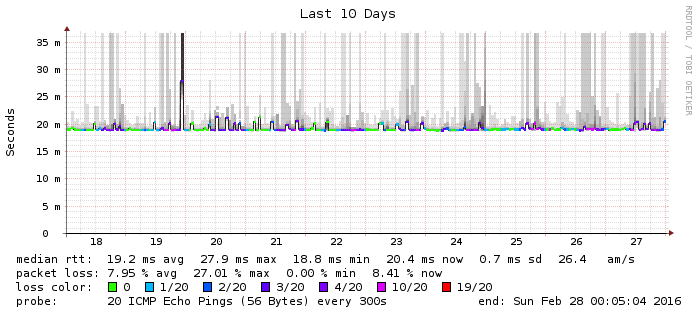 Last 10 Days
RRDTOOL / TOBI OETIKER
Seconds
35 m
30 m
25 m
20 m
15 m
10 m
5 m
0
18 19 20 21 22 23 24 25 26 27
median rtt: 19.2 ms avg 27.9 ms max 18.8 ms min 20.4 ms now 0.7 ms sd 26.4 am/s
packet loss: 7.95 % avg 27.01 % max 0.00 % min 8.41 % now
loss color: 0 1/20 2/20 3/20 4/20 10/20 19/20
probe: 20 ICMP Echo Pings (56 Bytes) every 300s end: Sun Feb 28 00:05:04 2016